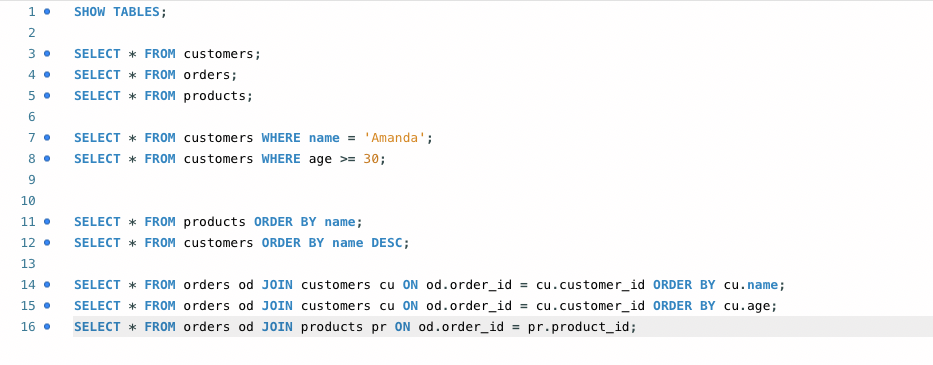 1 SHOW TABLES;
2
3 SELECT * FROM customers;
4 SELECT * FROM orders;
5 SELECT * FROM products;
6
7 SELECT * FROM customers WHERE name = 'Amanda';
8 SELECT * FROM customers WHERE age >= 30;
9
10
11 SELECT * FROM products ORDER BY name;
12 SELECT * FROM customers ORDER BY name DESC;
13
14 SELECT * FROM orders od JOIN customers cu ON od.order_id = cu.customer_id ORDER BY cu.name;
15 SELECT * FROM orders od JOIN customers cu ON od.order_id = cu.customer_id ORDER BY cu.age;
16 SELECT * FROM orders od JOIN products pr ON od.order_id = pr.product_id;